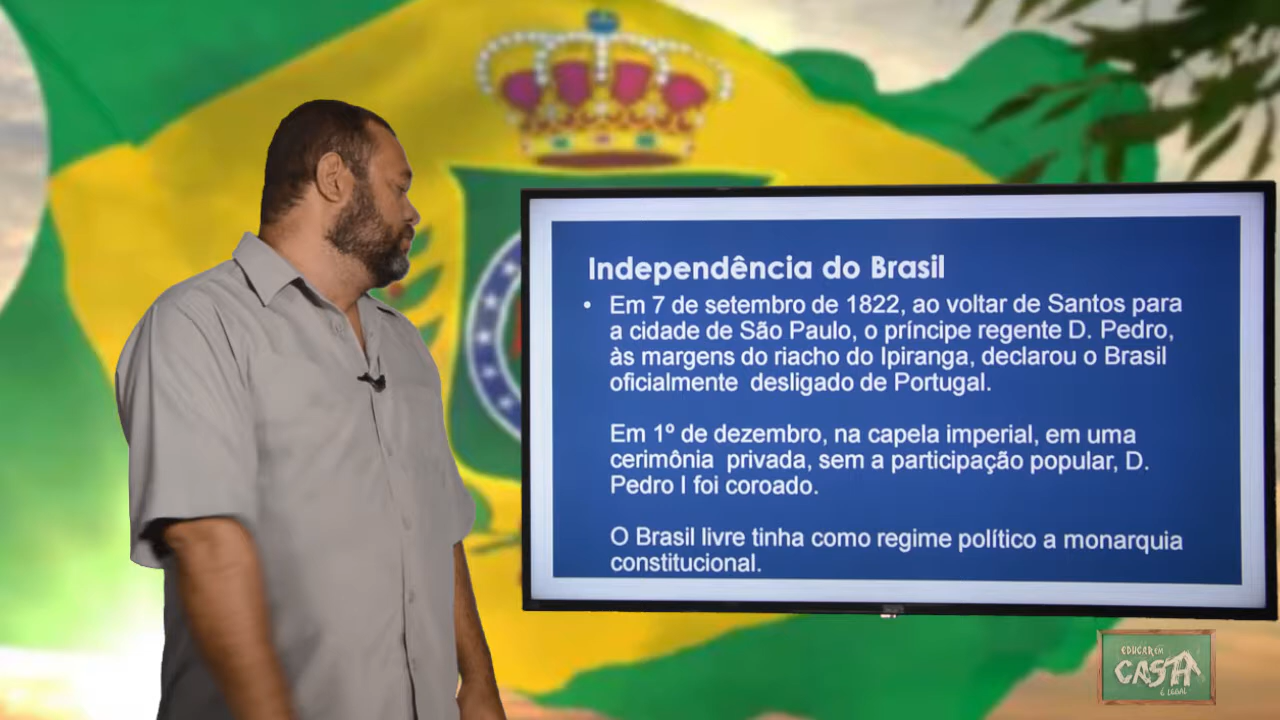 Independência do Brasil
• Em 7 de setembro de 1822, ao voltar de Santos para
a cidade de São Paulo, o príncipe regente D. Pedro,
às margens do riacho do Ipiranga, declarou o Brasil
oficialmente desligado de Portugal.
Em 1º de dezembro, na capela imperial, em uma
cerimônia privada, sem a participação popular, D.
Pedro I foi coroado.
O Brasil livre tinha como regime político a monarquia
constitucional.
EDUCAR EM
CASA
É LEGAL